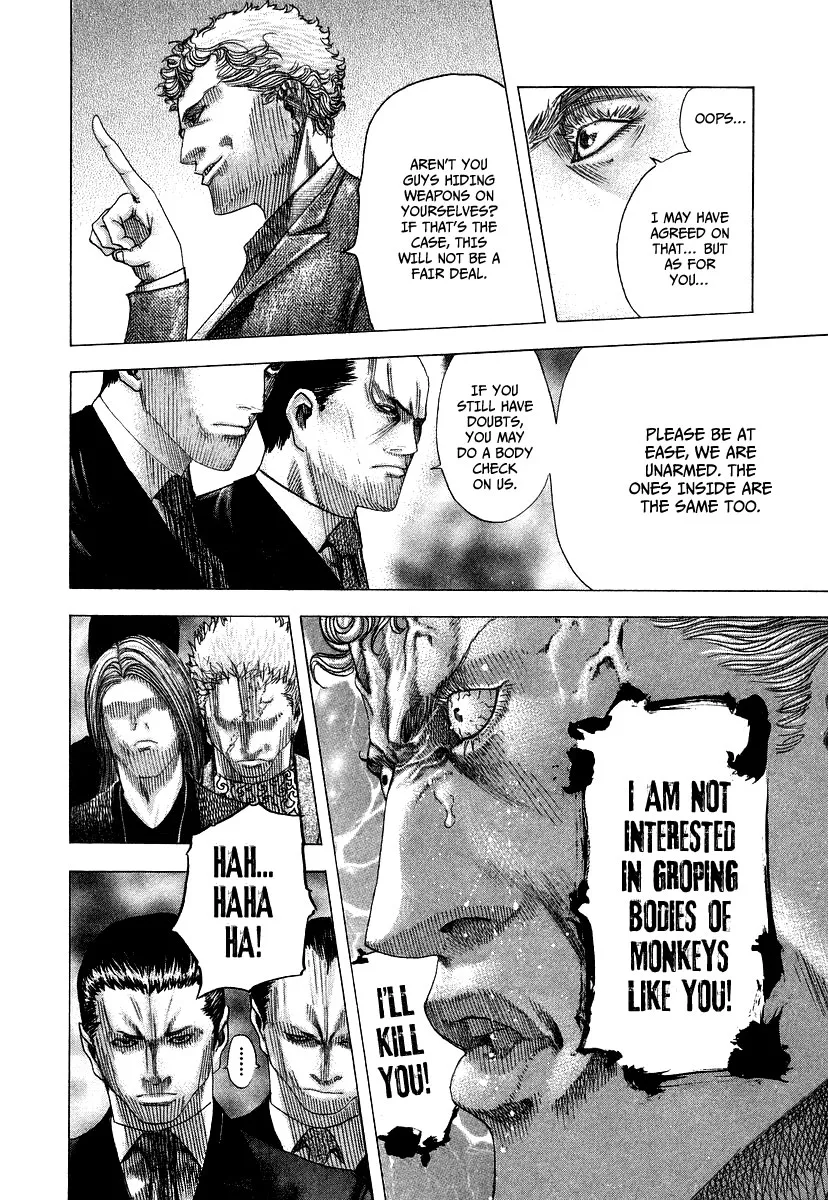 OOPS...
I MAY HAVE
AGREED ON
THAT... BUT
AS FOR
YOU...
AREN'T YOU
GUYS HIDING
WEAPONS ON
YOURSELVES?
IF THAT'S THE
CASE, THIS
WILL NOT BE A
FAIR DEAL.
PLEASE BE AT
EASE, WE ARE
UNARMED. THE
ONES INSIDE ARE
THE SAME TOO.
IF YOU
STILL HAVE
DOUBTS,
YOU MAY
DO A BODY
CHECK
ON US.
I AM NOT
INTERESTED
IN GROPING
BODIES OF
MONKEYS
LIKE YOU!
I'LL
KILL
YOU!
HAH...
HAHA
HA!
......